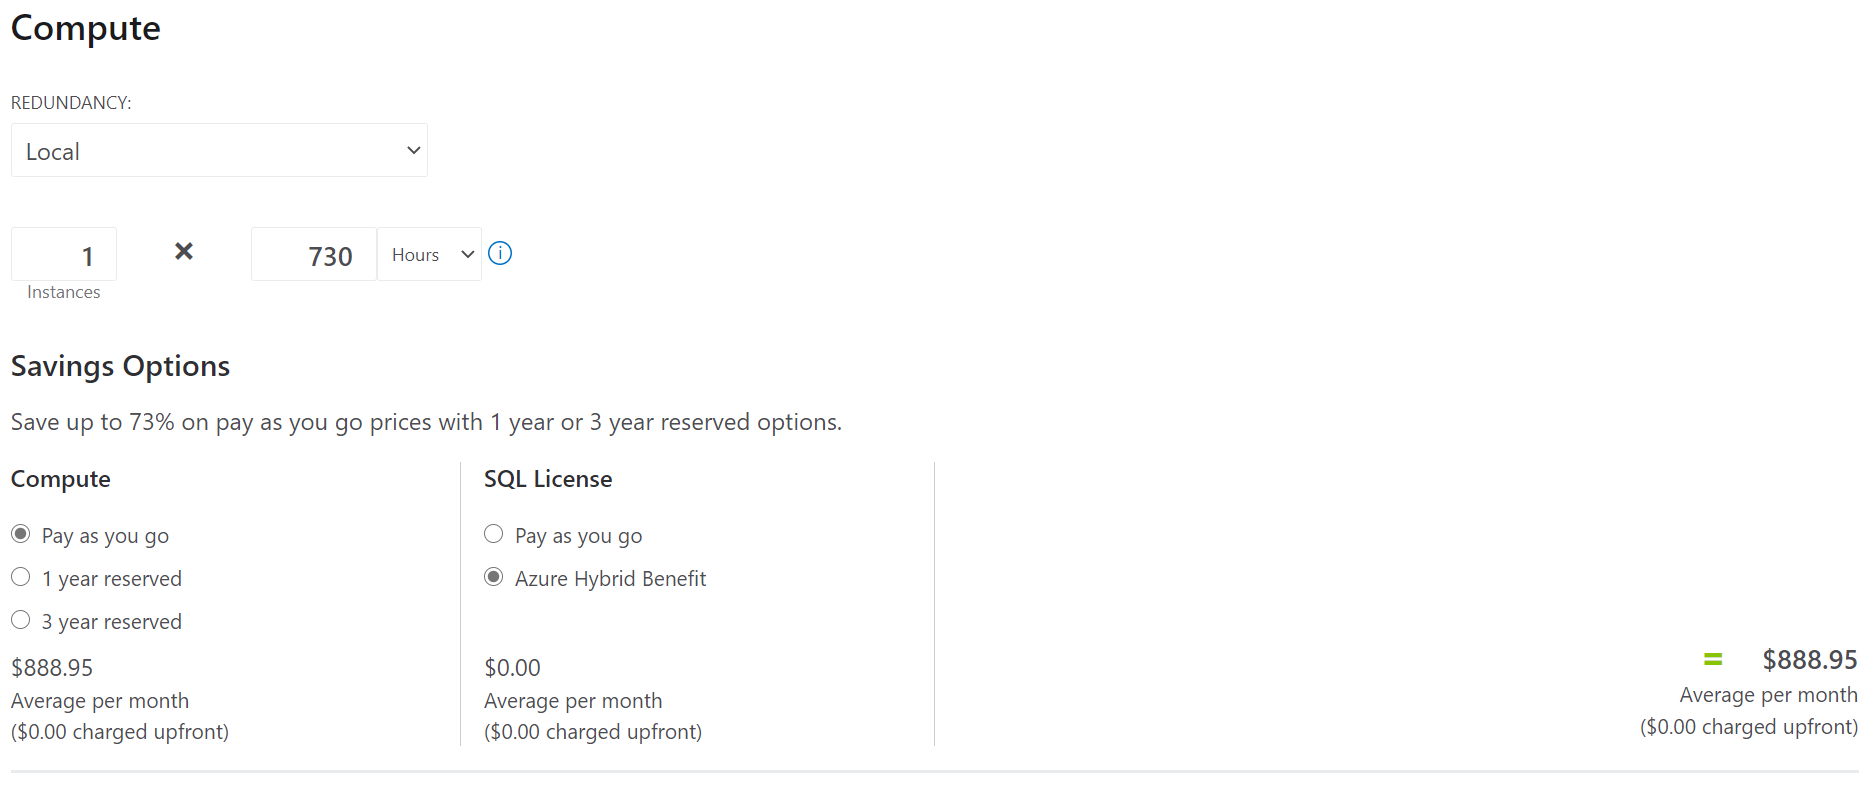 Compute
REDUNDANCY:
Local
1 × 730 Hours
Instances
Savings Options
Save up to 73% on pay as you go prices with 1 year or 3 year reserved options.
Compute
Pay as you go
1 year reserved
3 year reserved
$888.95
Average per month
($0.00 charged upfront)
SQL License
Pay as you go
Azure Hybrid Benefit
$0.00
Average per month
($0.00 charged upfront)
= $888.95
Average per month
($0.00 charged upfront)